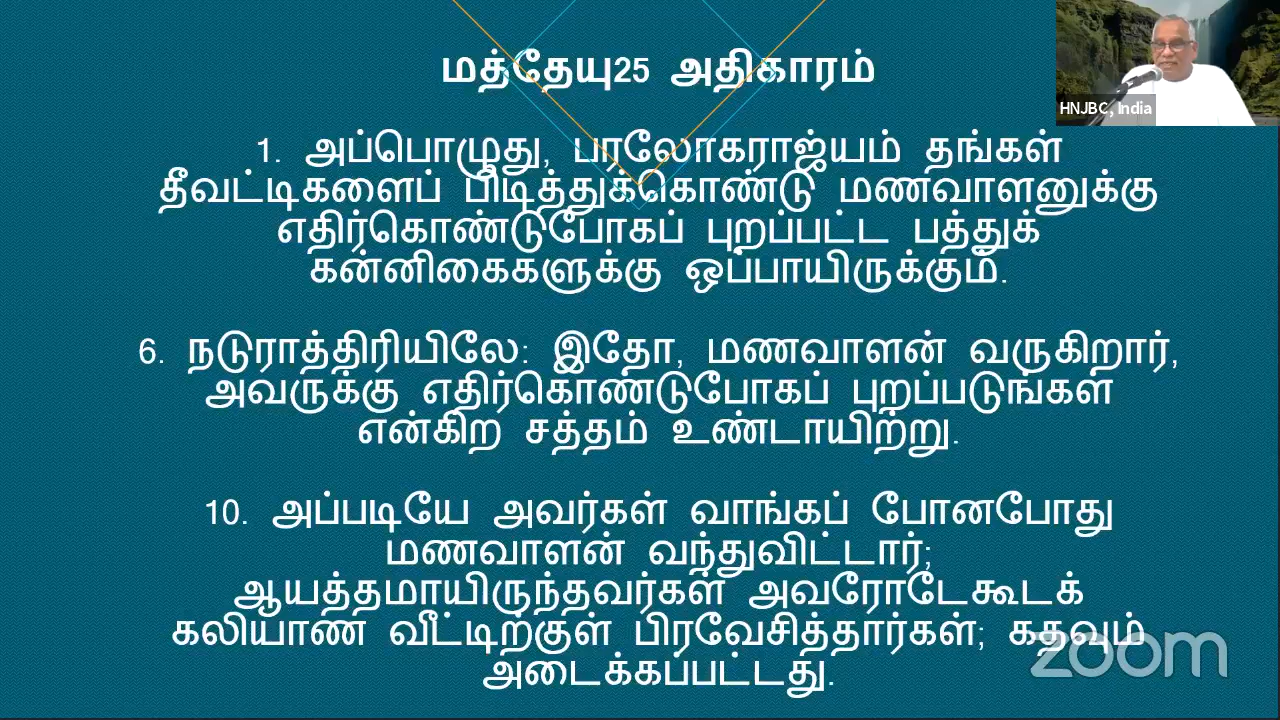 மத்தேயு25 அதிகாரம்
HNJBC, India
1. அப்பொழுது, பரலோகராஜ்யம் தங்கள்
தீவட்டிகளைப் பிடித்துக்கொண்டு மணவாளனுக்கு
எதிர்கொண்டுபோகப் புறப்பட்ட பத்துக்
கன்னிகைகளுக்கு ஒப்பாயிருக்கும்.
6. நடுராத்திரியிலே: இதோ, மணவாளன் வருகிறார்,
அவருக்கு எதிர்கொண்டுபோகப் புறப்படுங்கள்
என்கிற சத்தம் உண்டாயிற்று.
10. அப்படியே அவர்கள் வாங்கப் போனபோது
மணவாளன் வந்துவிட்டார்;
ஆயத்தமாயிருந்தவர்கள் அவரோடேகூடக்
கலியாண வீட்டிற்குள் பிரவேசித்தார்கள்; கதவும்
அடைக்கப்பட்டது.
zoom